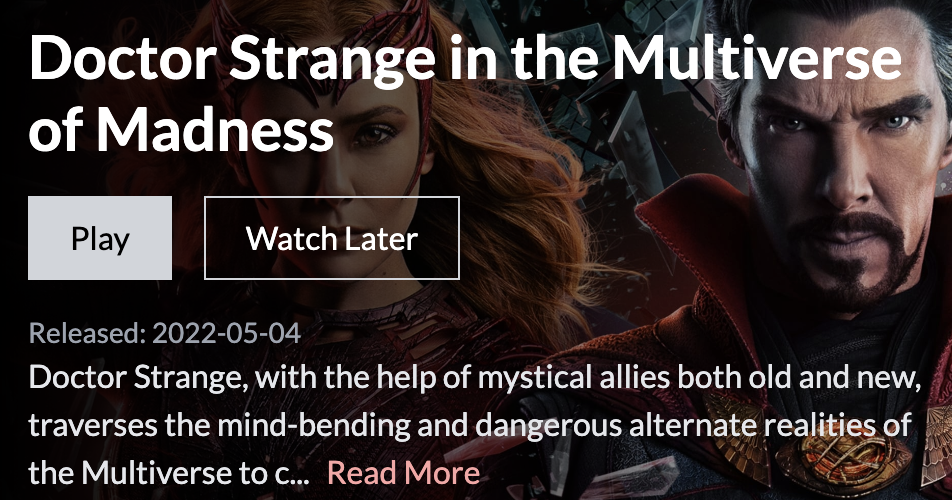 Doctor Strange in the Multiverse
of Madness
Play
Watch Later
Released: 2022-05-04
Doctor Strange, with the help of mystical allies both old and new,
traverses the mind-bending and dangerous alternate realities of
the Multiverse to c... Read More